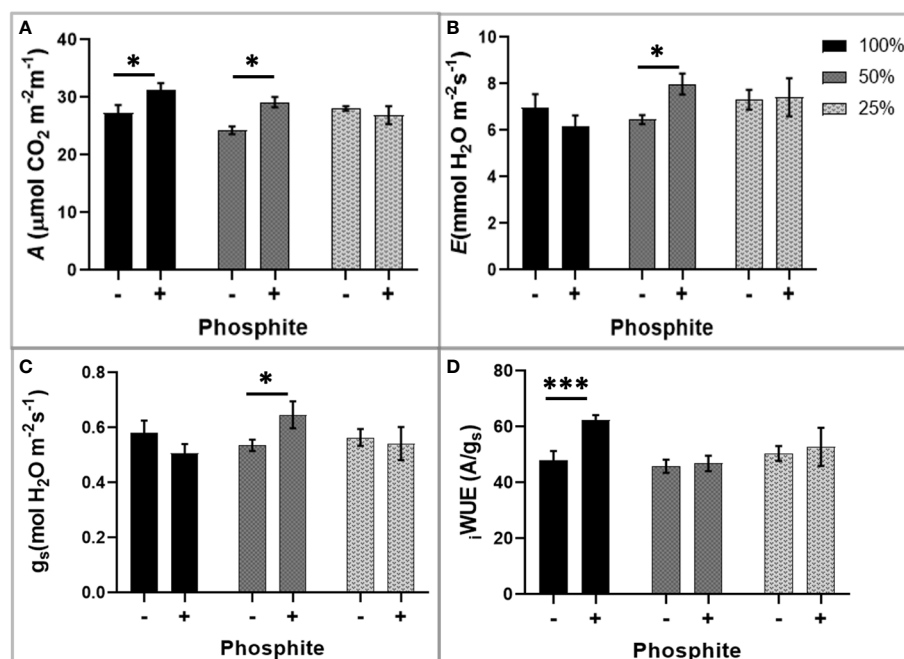 A
B
40
30
20
10
0
A (μmol CO₂ m⁻²m⁻¹)
*
*
- + - + - +
Phosphite
8
6
4
2
0
E(mmol H₂O m⁻²s⁻¹)
*
- + - + - +
Phosphite
100%
50%
25%
C
D
0.8
0.6
0.4
0.2
0.0
gₛ(mol H₂O m⁻²s⁻¹)
*
- + - + - +
Phosphite
80
60
40
20
0
ᵢWUE (A/gₛ)
***
- + - + - +
Phosphite